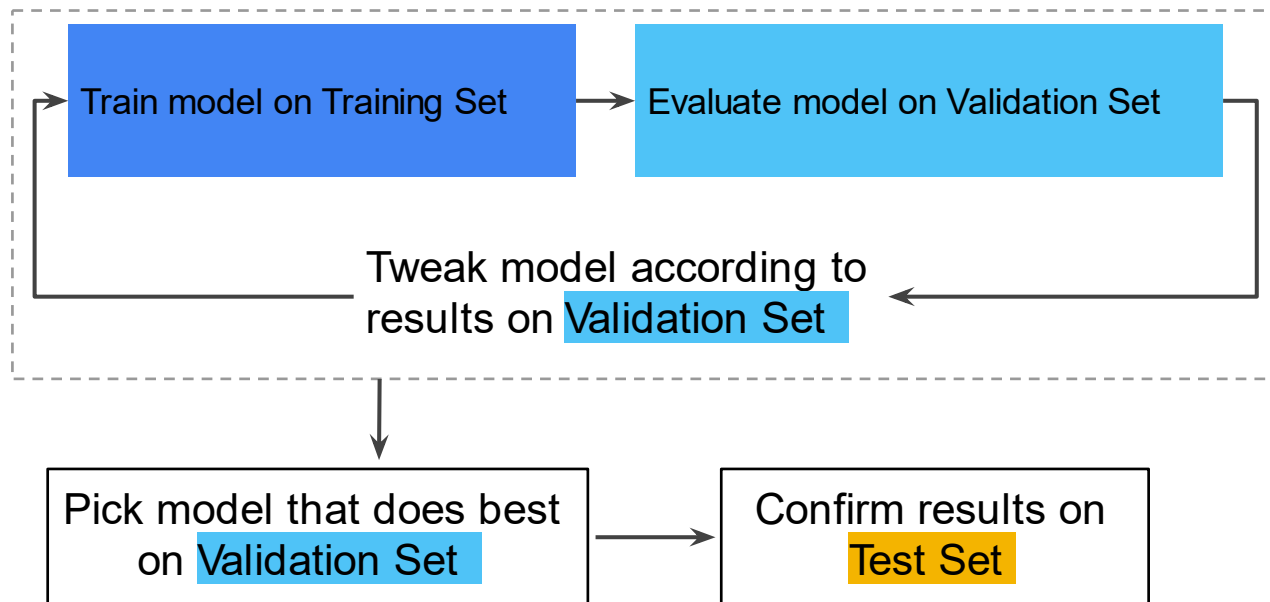 Train model on Training Set
Evaluate model on Validation Set
Tweak model according to
results on Validation Set
Pick model that does best
on Validation Set
Confirm results on
Test Set